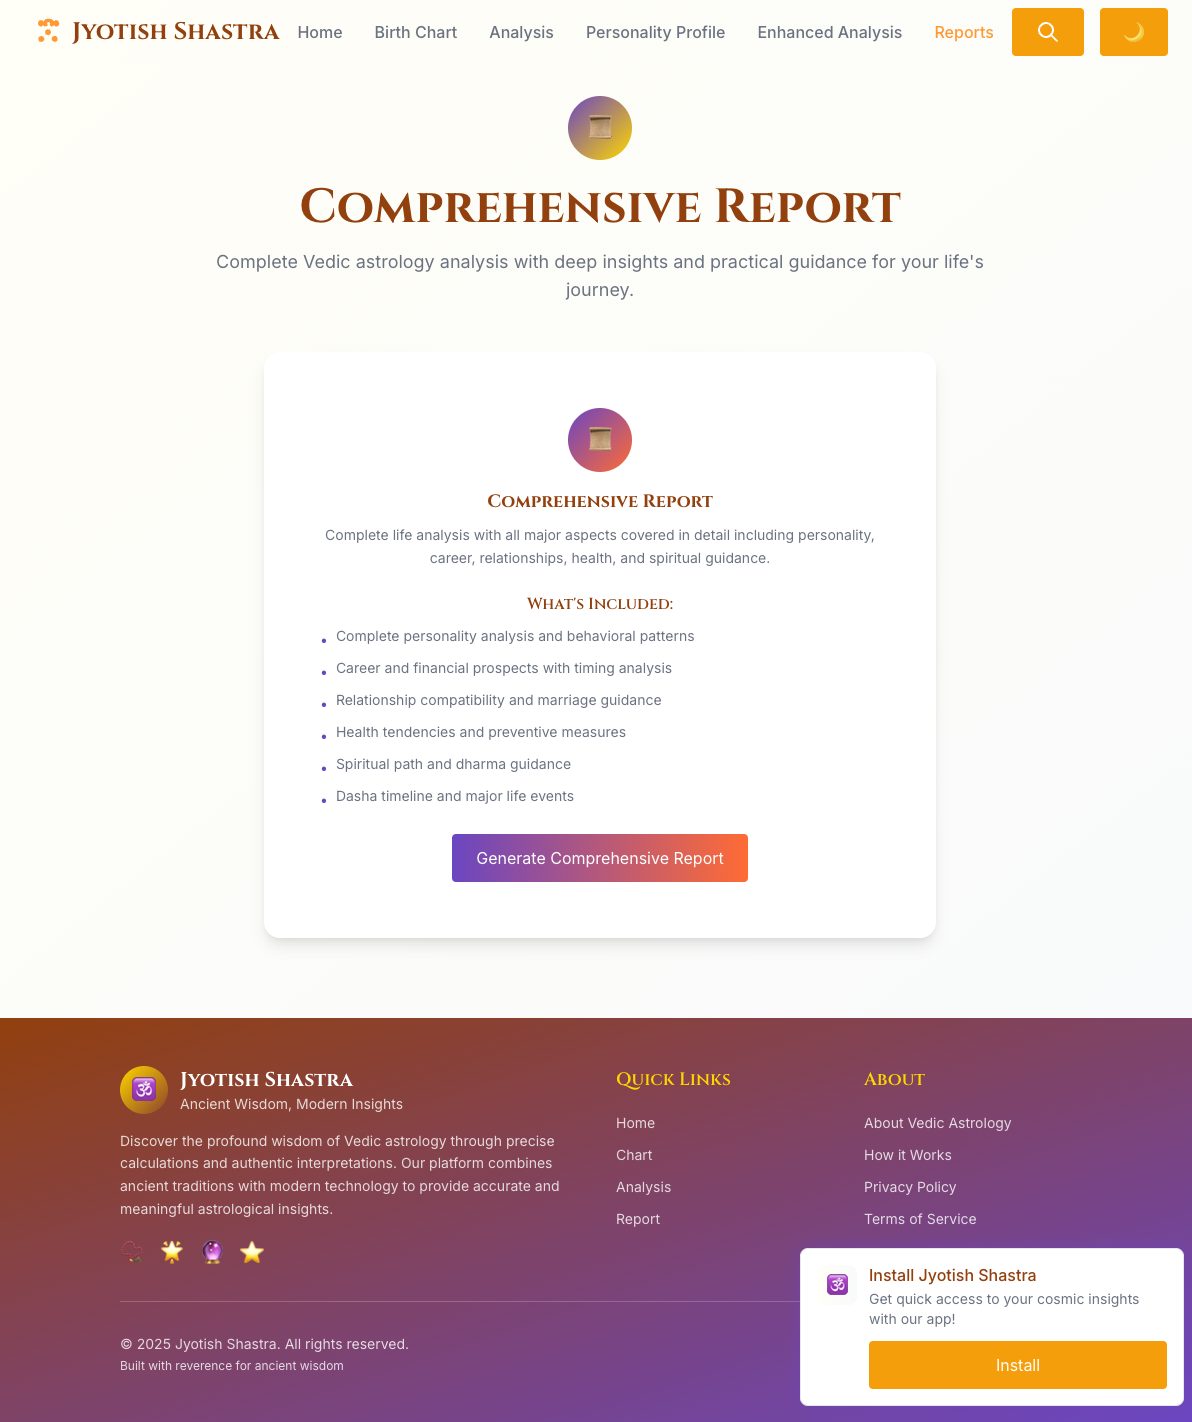 Jyotish Shastra
Home
Birth Chart
Analysis
Personality Profile
Enhanced Analysis
Reports
Comprehensive Report
Complete Vedic astrology analysis with deep insights and practical guidance for your life's
journey.
Comprehensive Report
Complete life analysis with all major aspects covered in detail including personality,
career, relationships, health, and spiritual guidance.
What's Included:
• Complete personality analysis and behavioral patterns
• Career and financial prospects with timing analysis
• Relationship compatibility and marriage guidance
• Health tendencies and preventive measures
• Spiritual path and dharma guidance
• Dasha timeline and major life events
Generate Comprehensive Report
🕉
Jyotish Shastra
Ancient Wisdom, Modern Insights
Discover the profound wisdom of Vedic astrology through precise
calculations and authentic interpretations. Our platform combines
ancient traditions with modern technology to provide accurate and
meaningful astrological insights.
Quick Links
Home
Chart
Analysis
Report
About
About Vedic Astrology
How it Works
Privacy Policy
Terms of Service
© 2025 Jyotish Shastra. All rights reserved.
Built with reverence for ancient wisdom
🕉
Install Jyotish Shastra
Get quick access to your cosmic insights
with our app!
Install